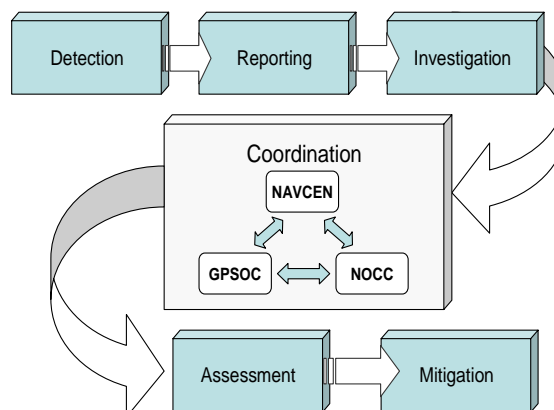 Detection
Reporting
Investigation
Coordination
NAVCEN
GPSOC
NOCC
Assessment
Mitigation